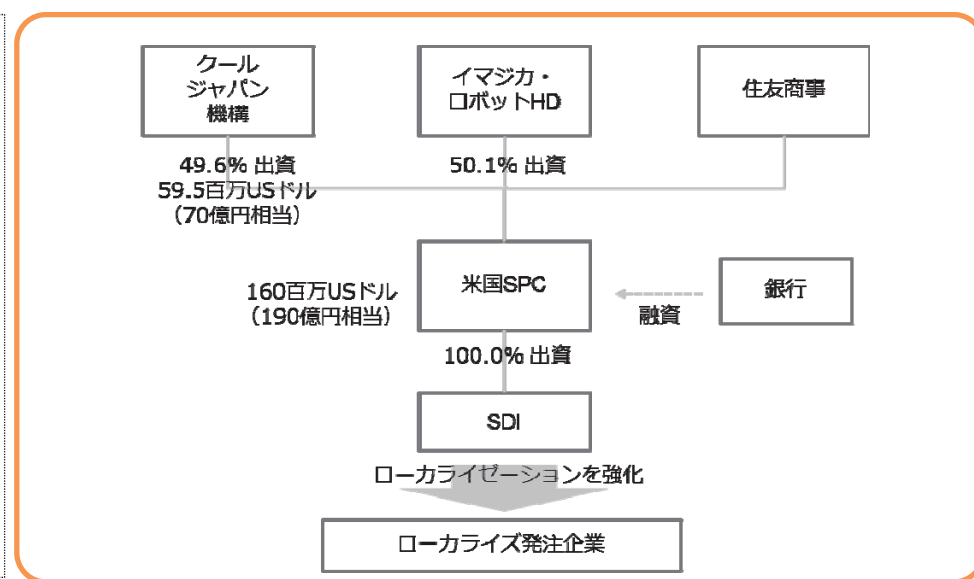 クール
ジャパン
機構
イマジカ・
ロボットHD
住友商事
49.6% 出資
59.5百万USドル
（70億円相当）
50.1% 出資
160百万USドル
（190億円相当）
米国SPC
銀行
融資
100.0% 出資
SDI
ローカライゼーションを強化
ローカライズ発注企業